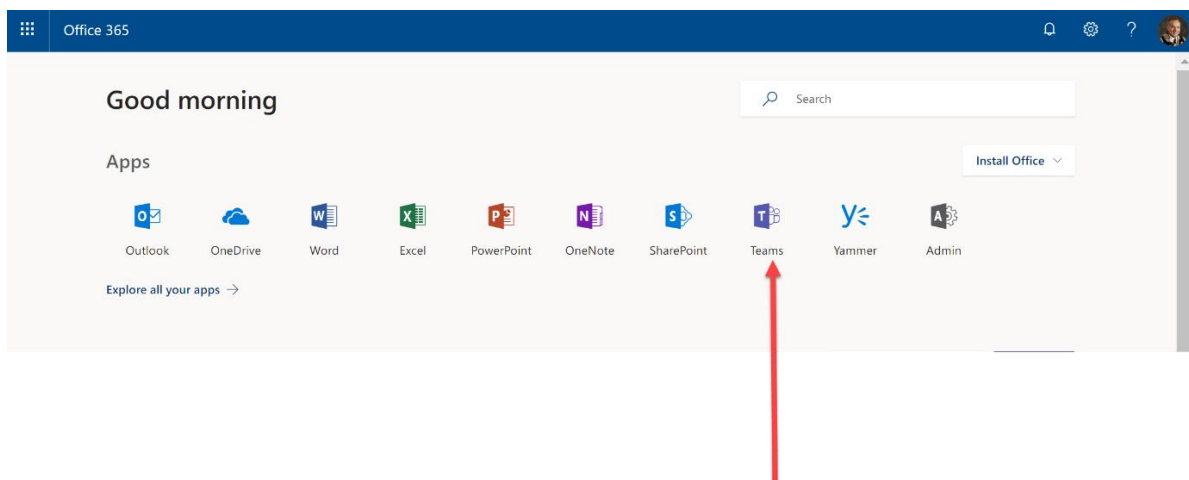 Office 365
?
Good morning
Search
Apps
Install Office
O W X P N S T Y A
Outlook OneDrive Word Excel PowerPoint OneNote SharePoint Teams Yammer Admin
Explore all your apps →